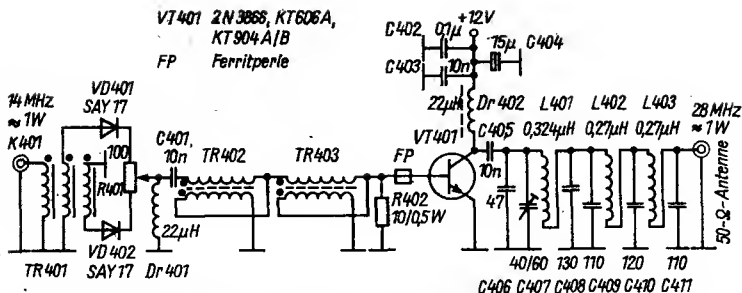 VT401 2N3866, KT606A,
KT904A/B
FP Ferritperle
C402
0,1μ
+12V
15μ
C404
C403
10n
22μH
Dr402
L401
L402
L403
28 MHz
≈1W
14 MHz
≈1W
K401
VD401
SAY17
C401
10n
TR402
TR403
FP
VT401
C405
10n
0,324μH
0,27μH
0,27μH
100
R401
47
R402
10/0,5W
50-Ω-Antenne
22μH
VD402
SAY17
TR401
Dr401
40/60
130
110
120
110
C406
C407
C408
C409
C410
C411